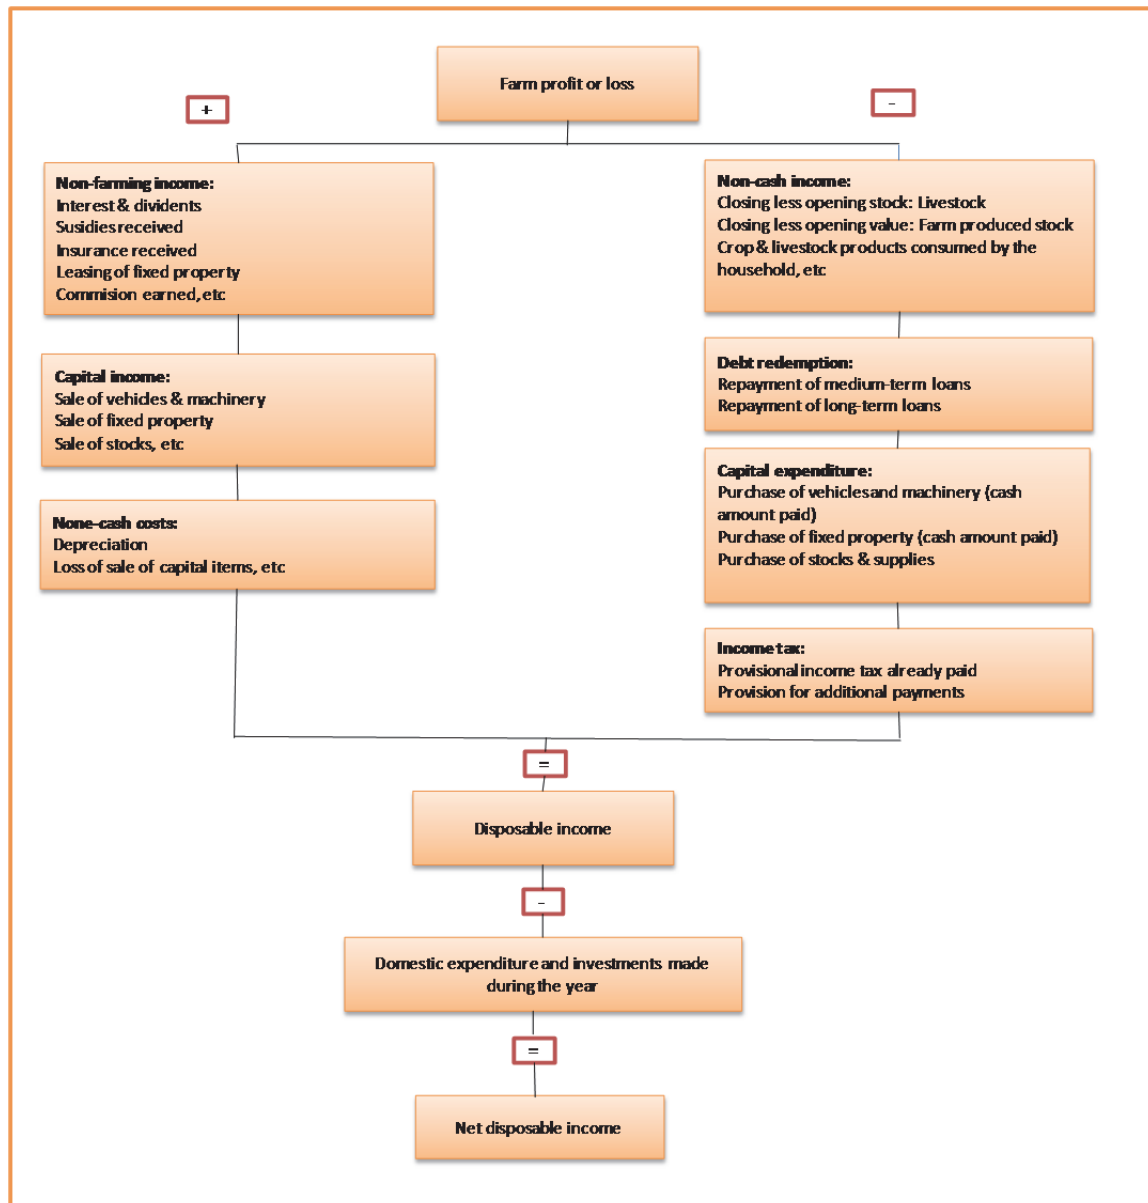 Farm profit or loss
+
-
Non-farming income:
Interest & dividents
Susidies received
Insurance received
Leasing of fixed property
Commision earned, etc
Non-cash income:
Closing less opening stock: Livestock
Closing less opening value: Farm produced stock
Crop & livestock products consumed by the
household, etc
Capital income:
Sale of vehicles & machinery
Sale of fixed property
Sale of stocks, etc
Debt redemption:
Repayment of medium-term loans
Repayment of long-term loans
None-cash costs:
Depreciation
Loss of sale of capital items, etc
Capital expenditure:
Purchase of vehicles and machinery (cash
amount paid)
Purchase of fixed property (cash amount paid)
Purchase of stocks & supplies
Income tax:
Provisional income tax already paid
Provision for additional payments
=
Disposable income
-
Domestic expenditure and investments made
during the year
=
Net disposable income